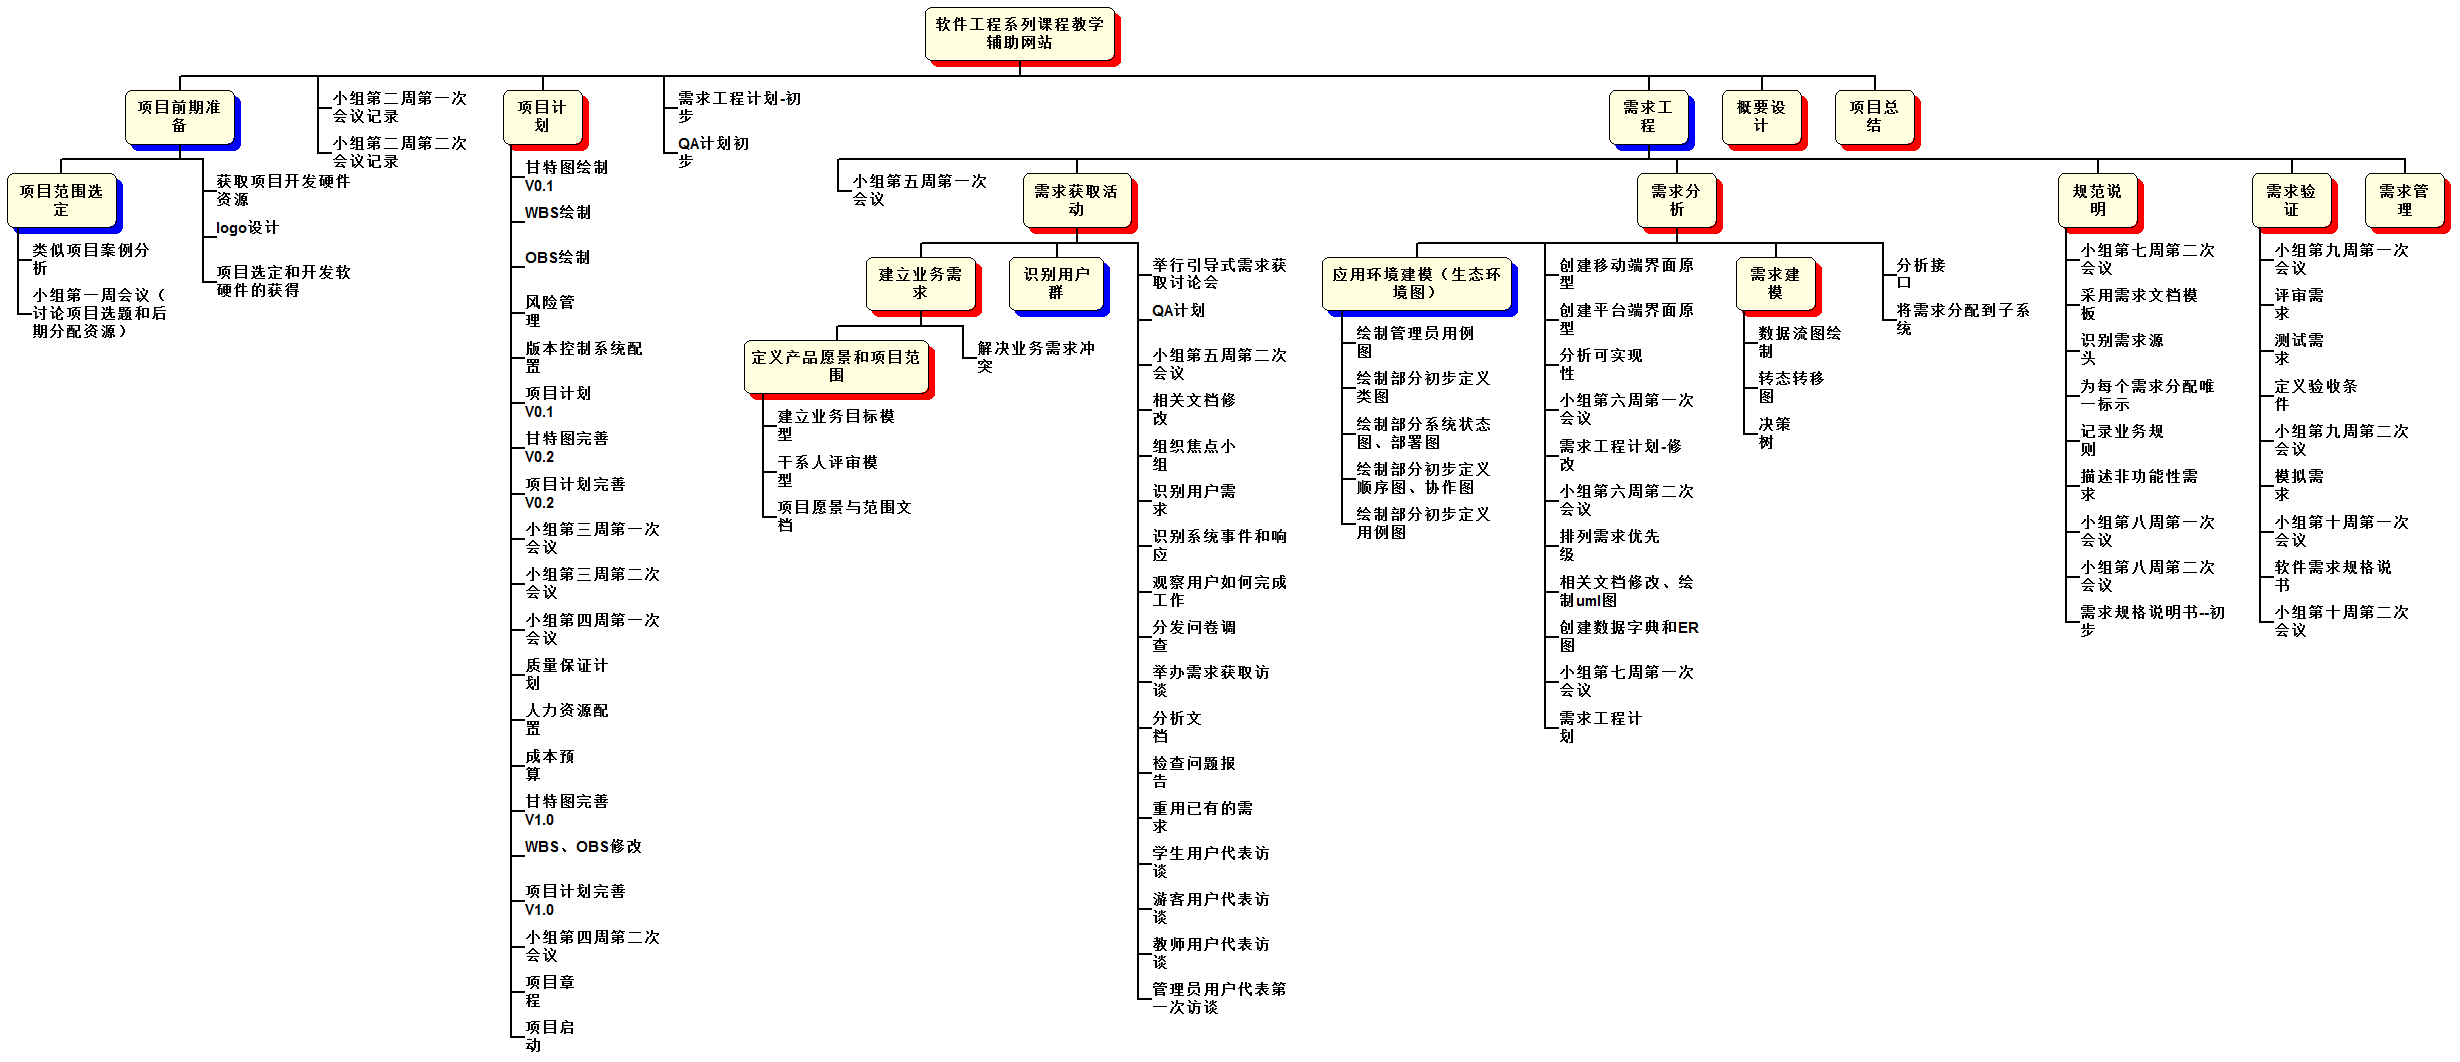 软件工程系列课程教学
辅助网站
项目前期准
备
小组第二周第一次
会议记录
小组第二周第二次
会议记录
项目计
划
需求工程计划-初
步
QA计划初
步
需求工
程
概要设
计
项目总
结
项目范围选
定
类似项目案例分
析
小组第一周会议（
讨论项目选题和后
期分配资源）
获取项目开发硬件
资源
logo设计
项目选定和开发软
硬件的获得
甘特图绘制
V0.1
WBS绘制
OBS绘制
风险管
理
版本控制系统配
置
项目计划
V0.1
甘特图完善
V0.2
项目计划完善
V0.2
小组第三周第一次
会议
小组第三周第二次
会议
小组第四周第一次
会议
质量保证计
划
人力资源配
置
成本预
算
甘特图完善
V1.0
WBS、OBS修改
项目计划完善
V1.0
小组第四周第二次
会议
项目章
程
项目启
动
小组第五周第一次
会议
需求获取活
动
建立业务需
求
定义产品愿景和项目范
围
建立业务目标模
型
干系人评审模
型
项目愿景与范围文
档
解决业务需求冲
突
识别用户
群
举行引导式需求获
取讨论会
QA计划
小组第五周第二次
会议
相关文档修
改
组织焦点小
组
识别用户需
求
识别系统事件和响
应
观察用户如何完成
工作
分发问卷调
查
举办需求获取访
谈
分析文
档
检查问题报
告
重用已有的需
求
学生用户代表访
谈
游客用户代表访
谈
教师用户代表访
谈
管理员用户代表第
一次访谈
需求分
析
应用环境建模（生态环
境图）
绘制管理员用例
图
绘制部分初步定义
类图
绘制部分系统状态
图、部署图
绘制部分初步定义
顺序图、协作图
绘制部分初步定义
用例图
创建移动端界面原
型
创建平台端界面原
型
分析可实现
性
小组第六周第一次
会议
需求工程计划-修
改
小组第六周第二次
会议
排列需求优先
级
相关文档修改、绘
制uml图
创建数据字典和ER
图
小组第七周第一次
会议
需求工程计
划
需求建
模
数据流图绘
制
转态转移
图
决策
树
分析接
口
将需求分配到子系
统
规范说
明
小组第七周第二次
会议
采用需求文档模
板
识别需求源
头
为每个需求分配唯
一标示
记录业务规
则
描述非功能性需
求
小组第八周第一次
会议
小组第八周第二次
会议
需求规格说明书--初
步
需求验
证
小组第九周第一次
会议
评审需
求
测试需
求
定义验收条
件
小组第九周第二次
会议
模拟需
求
小组第十周第一次
会议
软件需求规格说
书
小组第十周第二次
会议
需求管
理